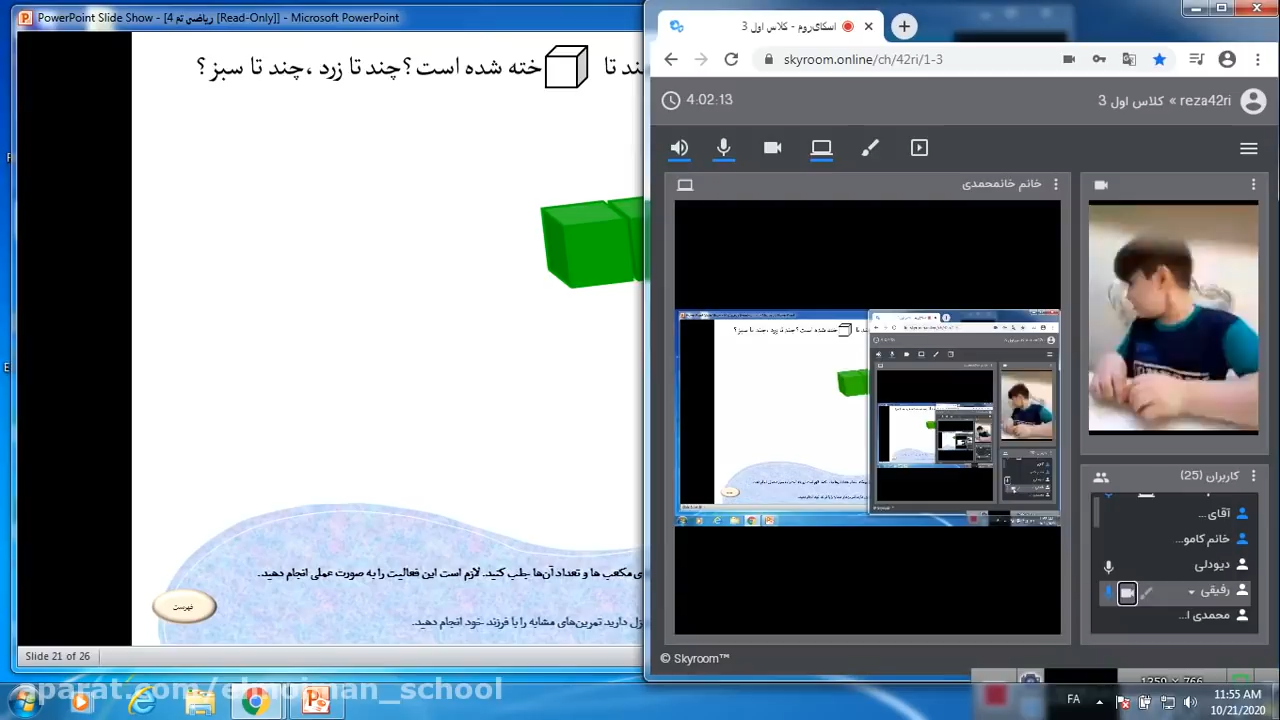 PowerPoint Slide Show - [ریاضی تم 4 [Read-Only]] - Microsoft PowerPoint
ند تا خته شده است ؟ چند تا زرد ،چند تا سبز ؟
ی مکعب ها و تعداد آن‌ها جلب کنید. لازم است این فعالیت را به صورت عملی انجام دهید.
فهرست
زل دارید تمرین‌های مشابه را با فرزند خود انجام دهید.
Slide 21 of 26
اسکای‌روم - کلاس اول 3
skyroom.online/ch/42ri/1-3
4:02:13
reza42ri » کلاس اول 3
خانم خانمحمدی
کاربران (25)
آقای...
خانم کامو...
دیودلی
رفیقی
محمدی ا...
© Skyroom™
aparat.com/elmoiman_school
1359 × 766
FA
11:55 AM
10/21/2020